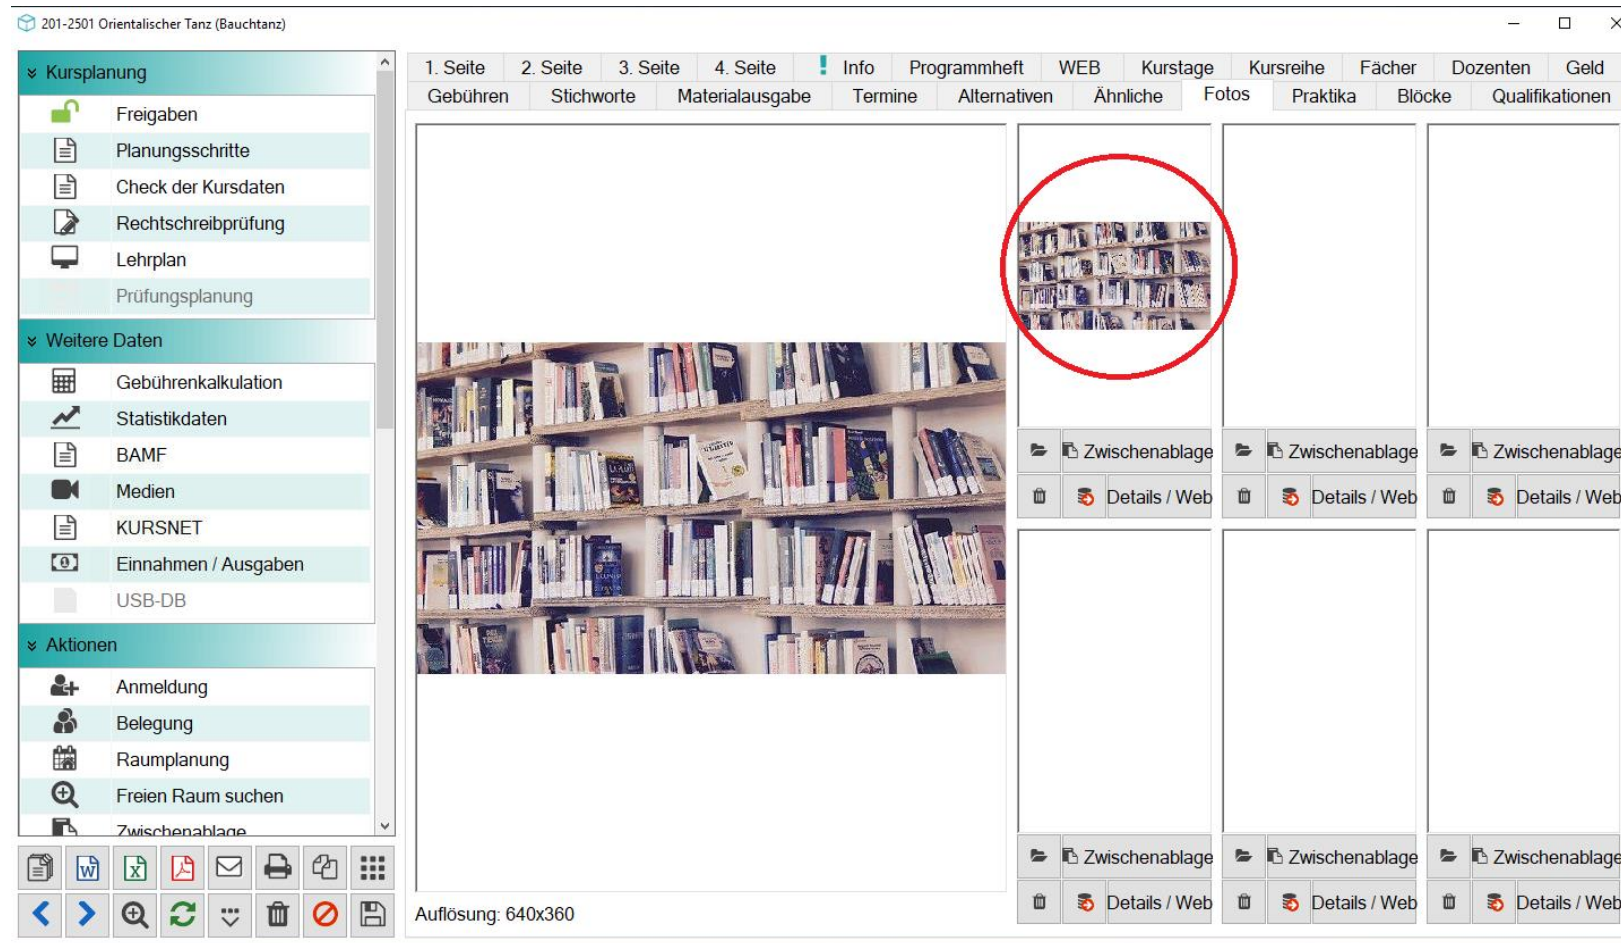 201-2501 Orientalischer Tanz (Bauchtanz)
Kursplanung
Freigaben
Planungsschritte
Check der Kursdaten
Rechtschreibprüfung
Lehrplan
Prüfungsplanung
Weitere Daten
Gebührenkalkulation
Statistikdaten
BAMF
Medien
KURSNET
Einnahmen / Ausgaben
USB-DB
Aktionen
Anmeldung
Belegung
Raumplanung
Freien Raum suchen
Zwischenablage
1. Seite 2. Seite 3. Seite 4. Seite Info Programmheft WEB Kurstage Kursreihe Fächer Dozenten Geld
Gebühren Stichworte Materialausgabe Termine Alternativen Ähnliche Fotos Praktika Blöcke Qualifikationen
Zwischenablage Zwischenablage Zwischenablage
Details / Web Details / Web Details / Web
Zwischenablage Zwischenablage Zwischenablage
Details / Web Details / Web Details / Web
Auflösung: 640x360